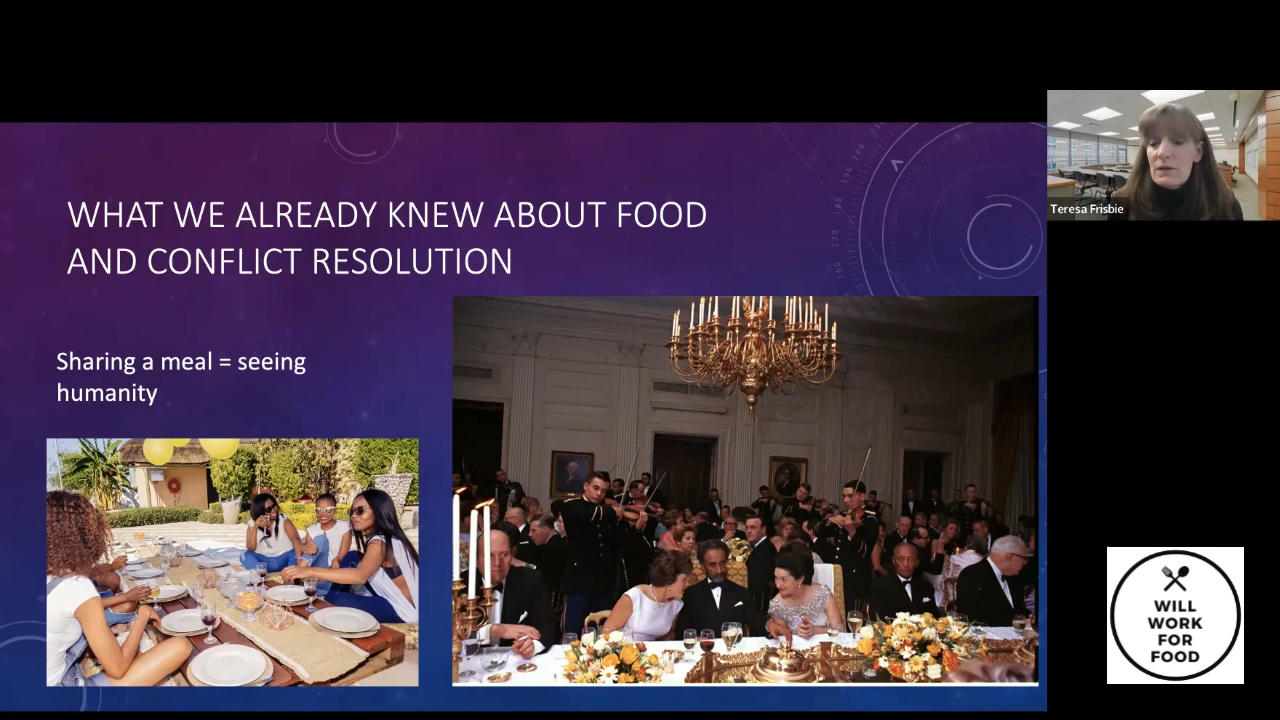 WHAT WE ALREADY KNEW ABOUT FOOD
AND CONFLICT RESOLUTION
Sharing a meal = seeing
humanity
Teresa Frisbie
WILL
WORK
FOR
FOOD